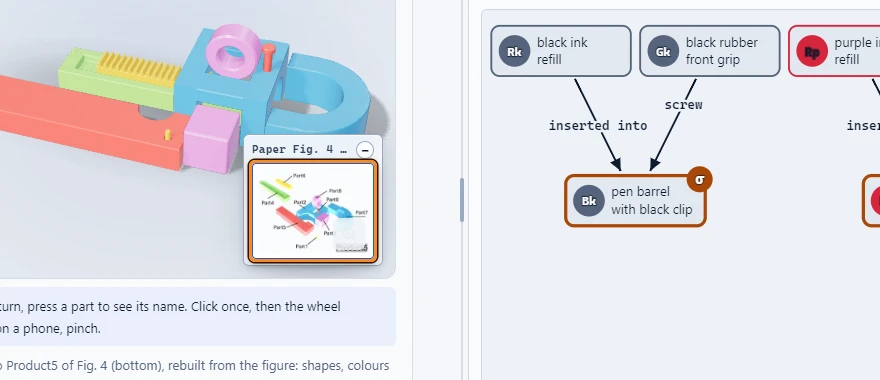 Paper Fig. 4 …
Part6
Part4
Part2
Part8
Part7
Part1
turn, press a part to see its name. Click once, then the wheel
on a phone, pinch.
Product5 of Fig. 4 (bottom), rebuilt from the figure: shapes, colours
Rk
black ink
refill
Gk
black rubber
front grip
Rp
purple
refill
screw
inserted into
σ
Bk
pen barrel
with black clip